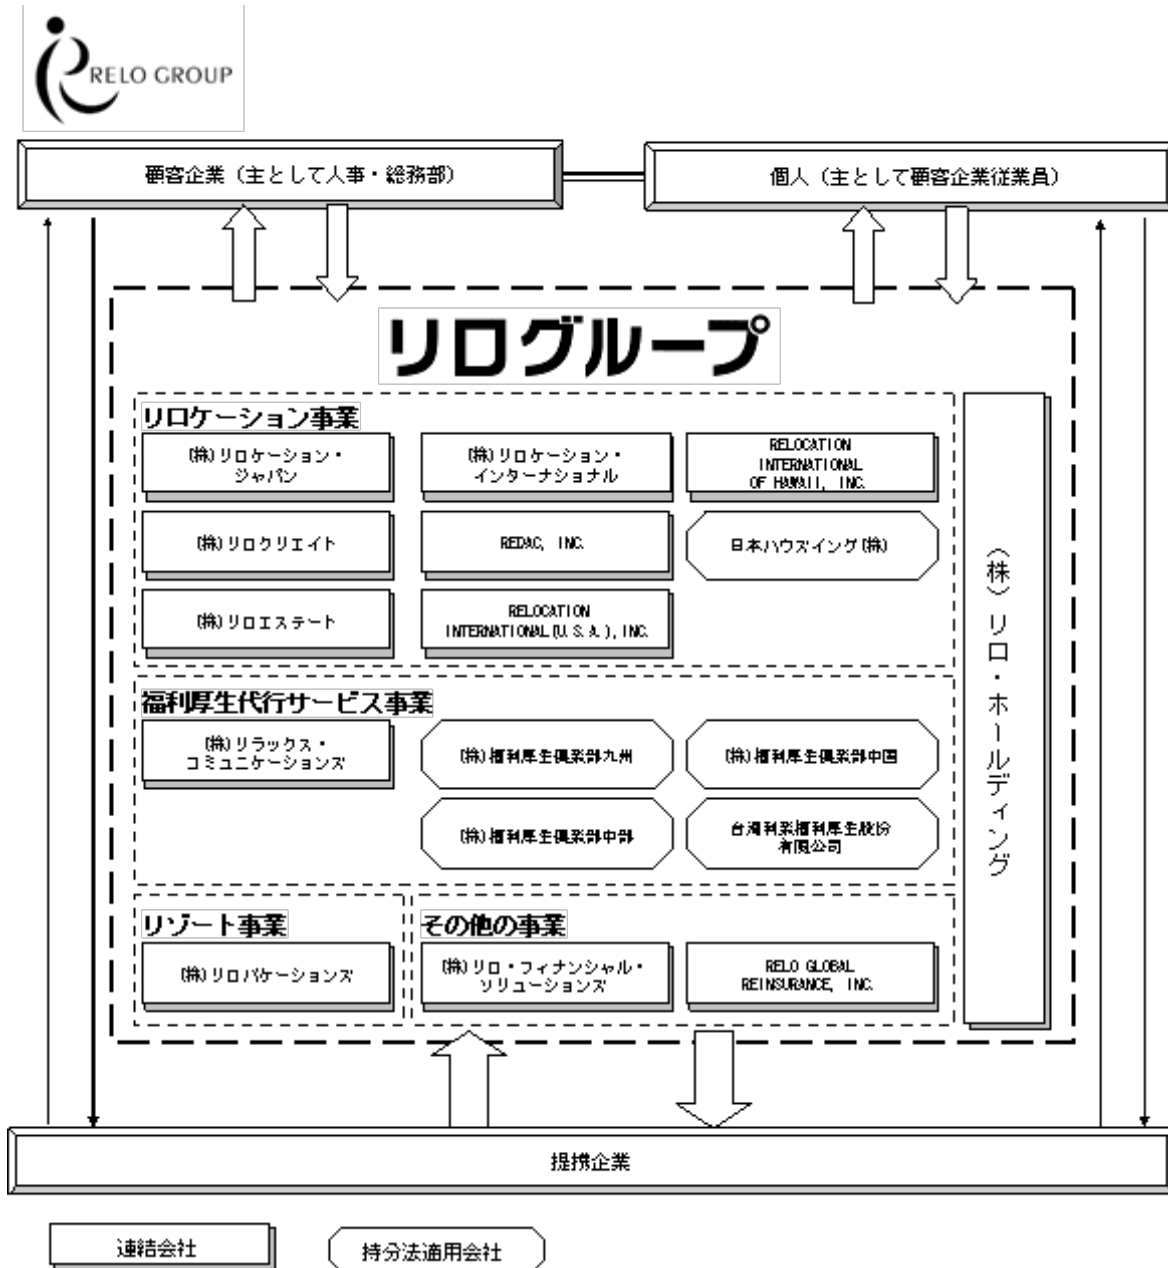 RELO GROUP
顧客企業（主として人事・総務部）
個人（主として顧客企業従業員）
リログループ
リロケーション事業
(株)リロケーション・
ジャパン
(株)リロケーション・
インターナショナル
RELOCATION
INTERNATIONAL
OF HAWAII, INC.
(株)リロクリエイト
REDAC, INC.
日本ハウズイング(株)
(株)リロエステート
RELOCATION
INTERNATIONAL(U.S.A.), INC.
福利厚生代行サービス事業
(株)リラックス・
コミュニケーションズ
(株)福利厚生倶楽部九州
(株)福利厚生倶楽部中国
(株)福利厚生倶楽部中部
台湾利楽福利厚生股份
有限公司
リゾート事業
(株)リロバケーションズ
その他の事業
(株)リロ・フィナンシャル・
ソリューションズ
RELO GLOBAL
REINSURANCE, INC.
（株）リロ・ホールディング
提携企業
連結会社
持分法適用会社